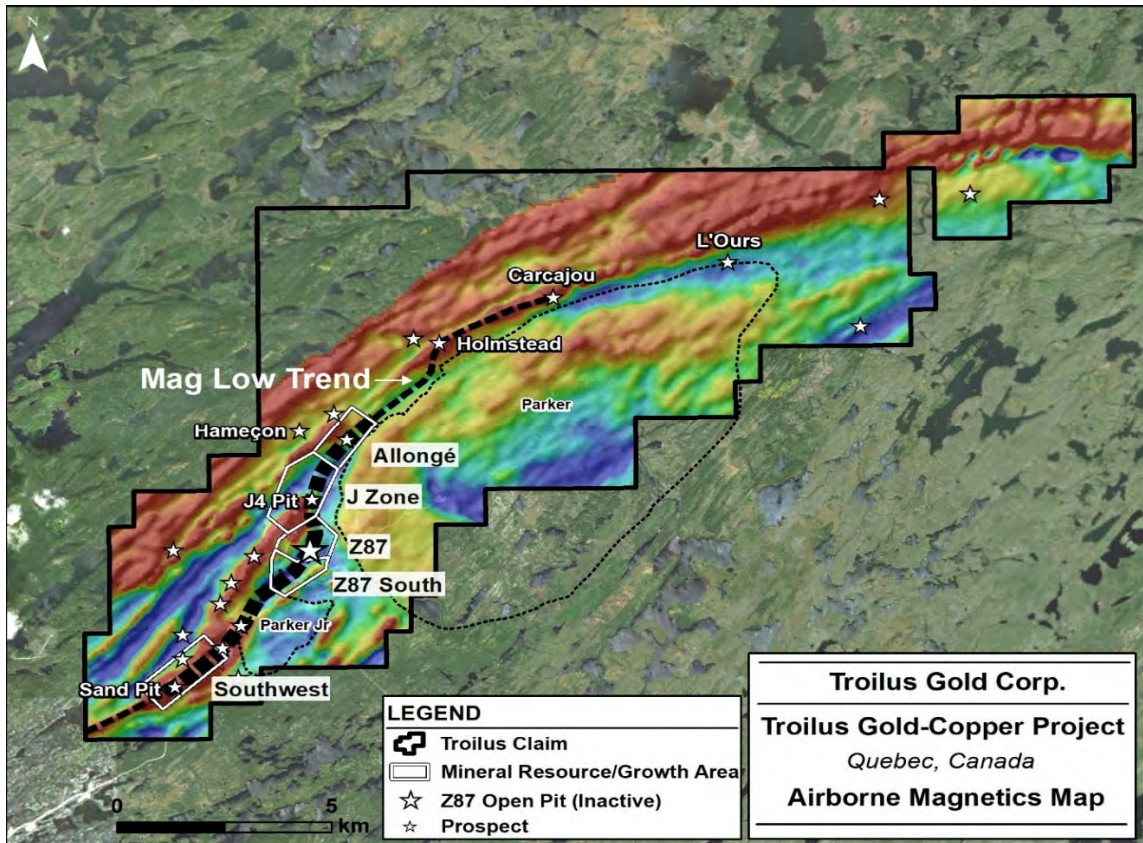 N
L'Ours
Carcajou
Holmstead
Mag Low Trend
Parker
Hameçon
Allongé
J4 Pit
J Zone
Z87
Z87 South
Parker Jr
Sand Pit
Southwest
LEGEND
Troilus Claim
Mineral Resource/Growth Area
Z87 Open Pit (Inactive)
Prospect
0 5
km
Troilus Gold Corp.
Troilus Gold-Copper Project
Quebec, Canada
Airborne Magnetics Map